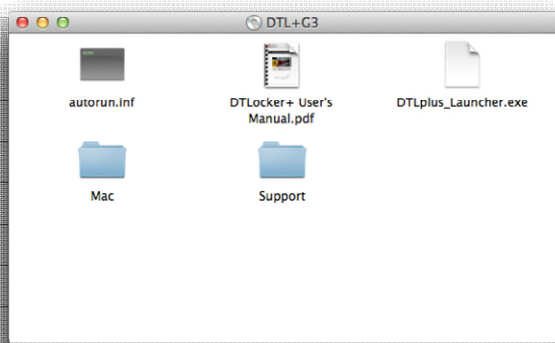 DTL+G3
autorun.inf
DTLocker+ User's
Manual.pdf
DTLplus_Launcher.exe
Mac
Support